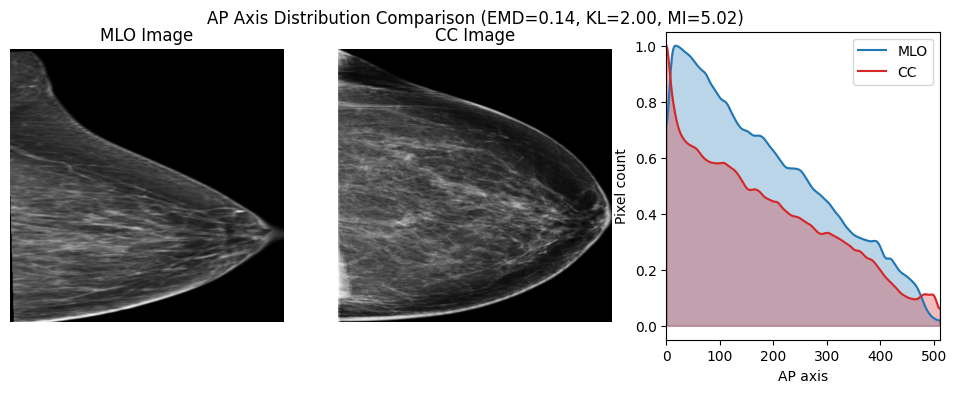 AP Axis Distribution Comparison (EMD=0.14, KL=2.00, MI=5.02)
MLO Image
CC Image
MLO
CC
Pixel count
1.0
0.8
0.6
0.4
0.2
0.0
0 100 200 300 400 500
AP axis